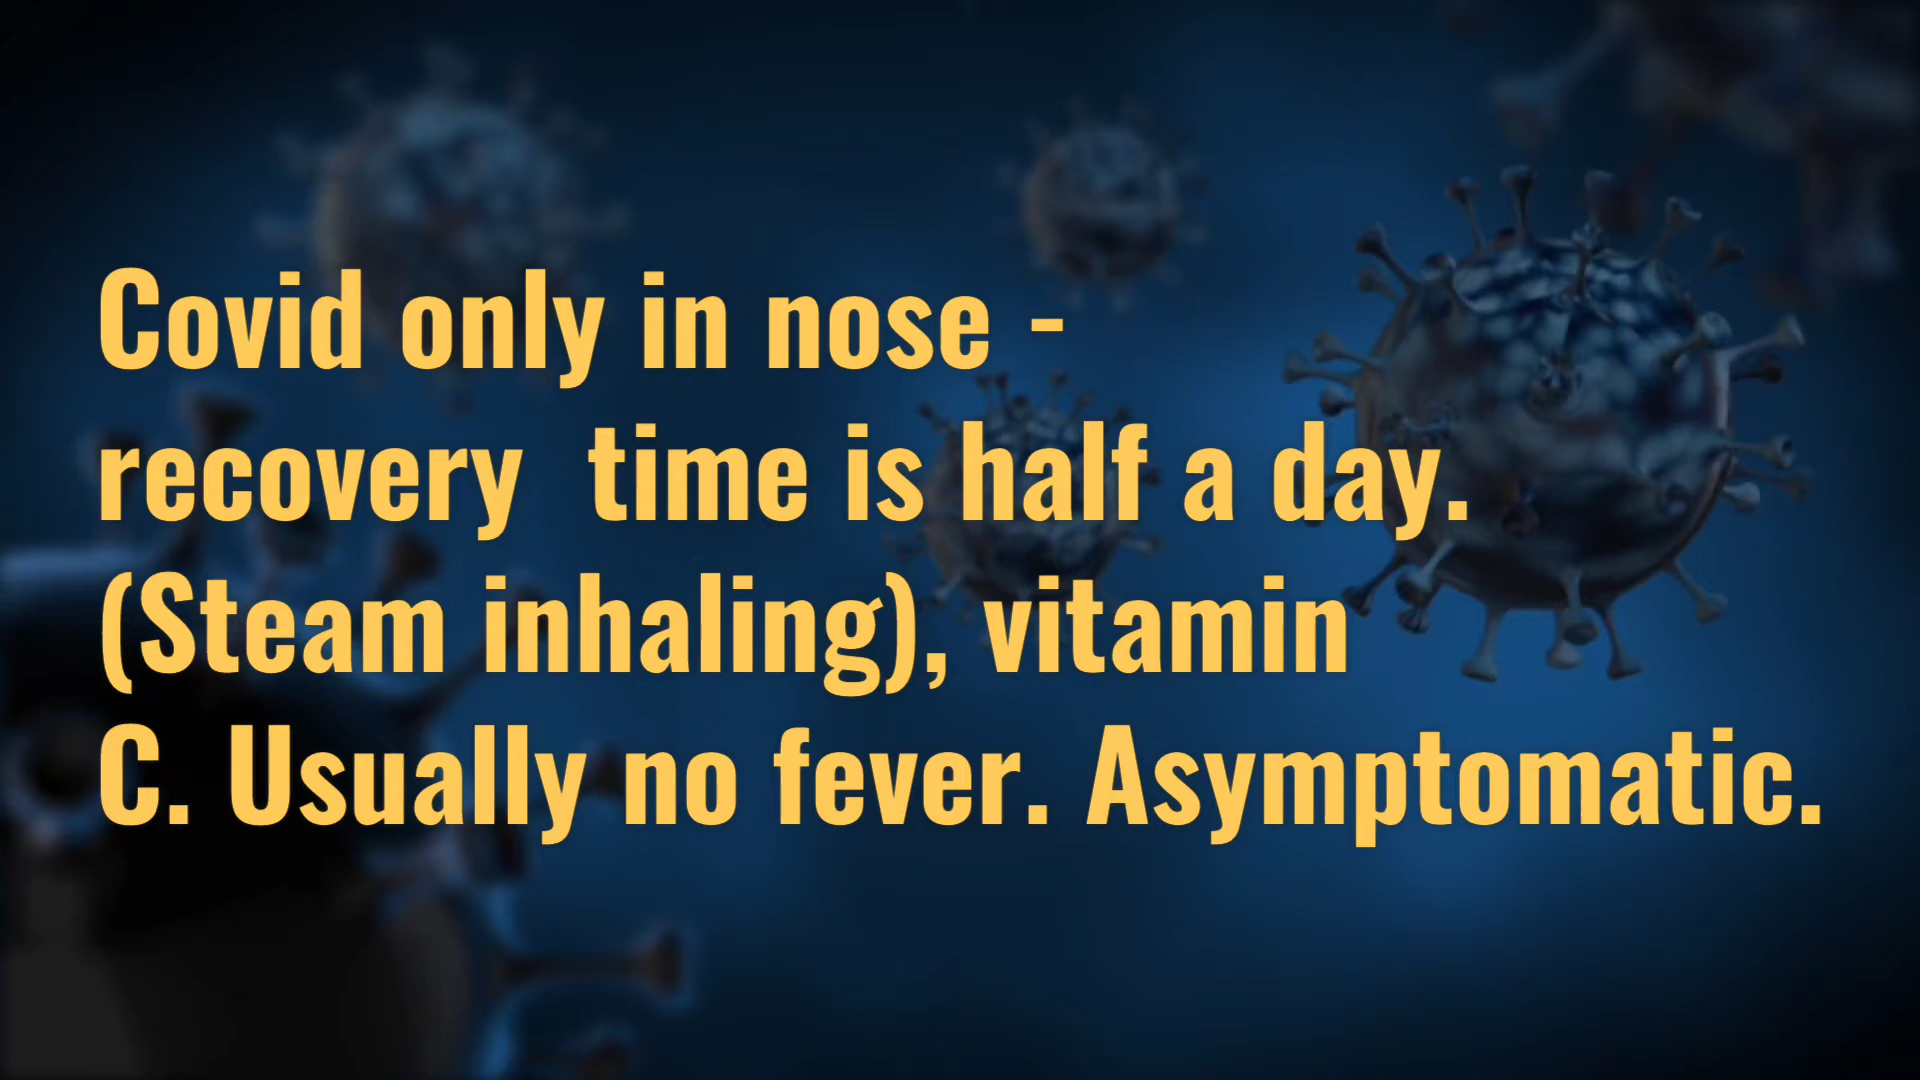 Covid only in nose -
recovery  time is half a day.
(Steam inhaling), vitamin
C. Usually no fever. Asymptomatic.